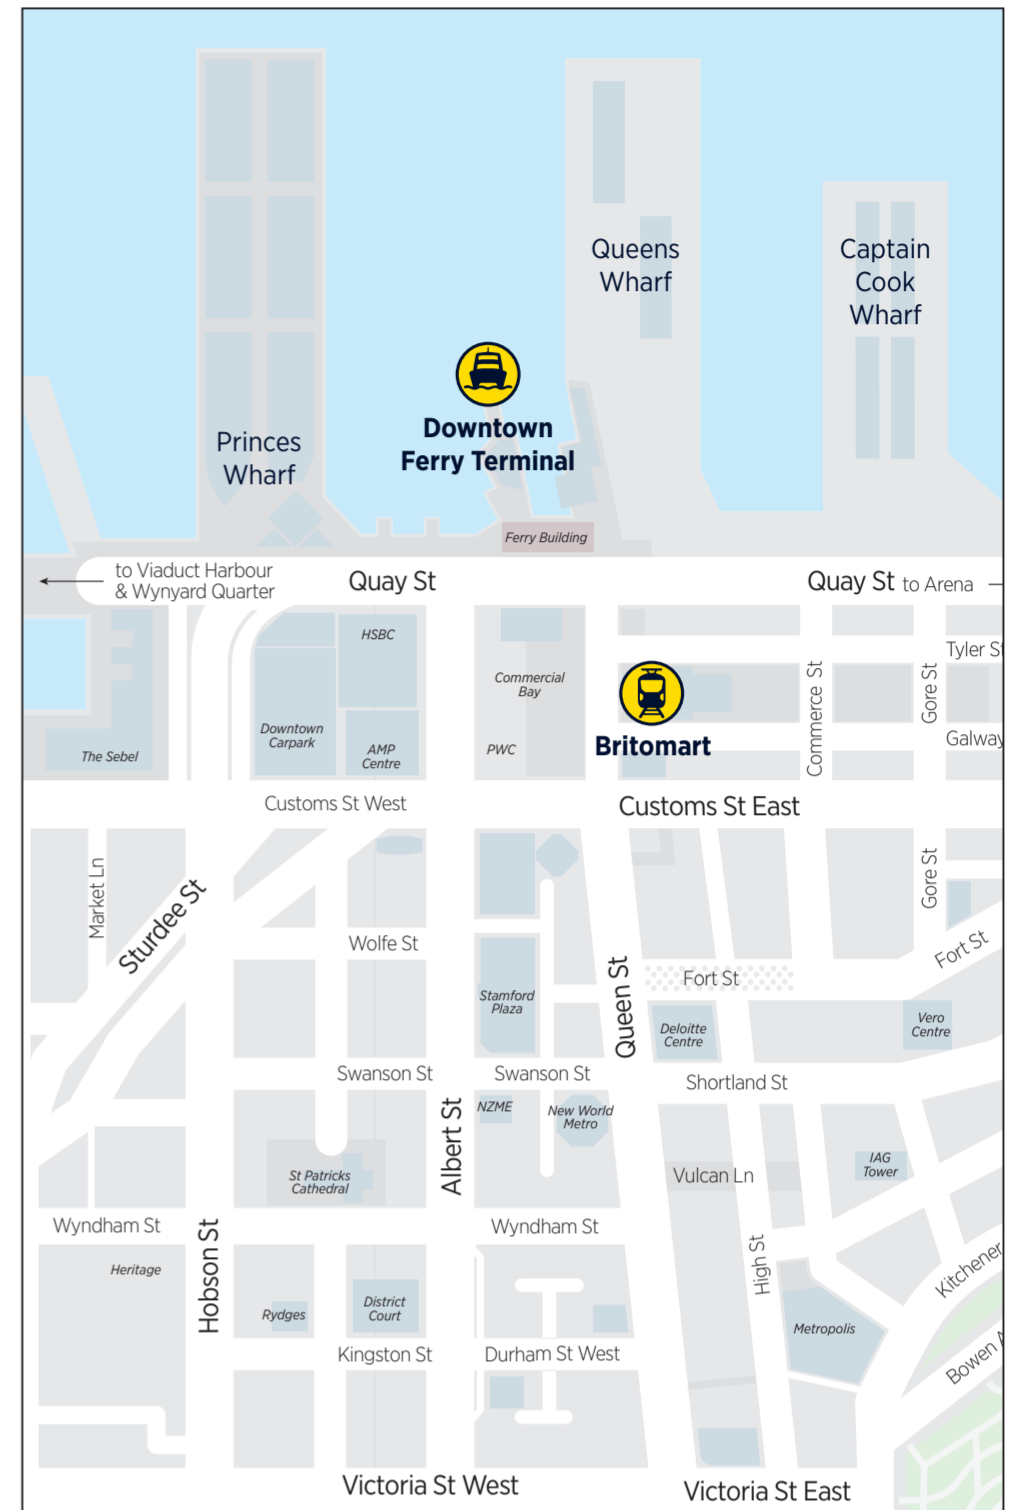 Queens
Wharf
Captain
Cook
Wharf
Princes
Wharf
Downtown
Ferry Terminal
Ferry Building
to Viaduct Harbour
& Wynyard Quarter
Quay St
Quay St to Arena
HSBC
Tyler St
Commercial
Bay
Commerce St
Gore St
Downtown
Carpark
AMP
Centre
PWC
The Sebel
Britomart
Galway
Customs St West
Customs St East
Market Ln
Sturdee St
Gore St
Wolfe St
Fort St
Fort St
Queen St
Stamford
Plaza
Deloitte
Centre
Vero
Centre
Swanson St
Swanson St
Shortland St
Albert St
NZME
New World
Metro
St Patricks
Cathedral
Vulcan Ln
IAG
Tower
Wyndham St
Wyndham St
Hobson St
High St
Heritage
Kitchener
Rydges
District
Court
Metropolis
Kingston St
Durham St West
Bowen A
Victoria St West
Victoria St East